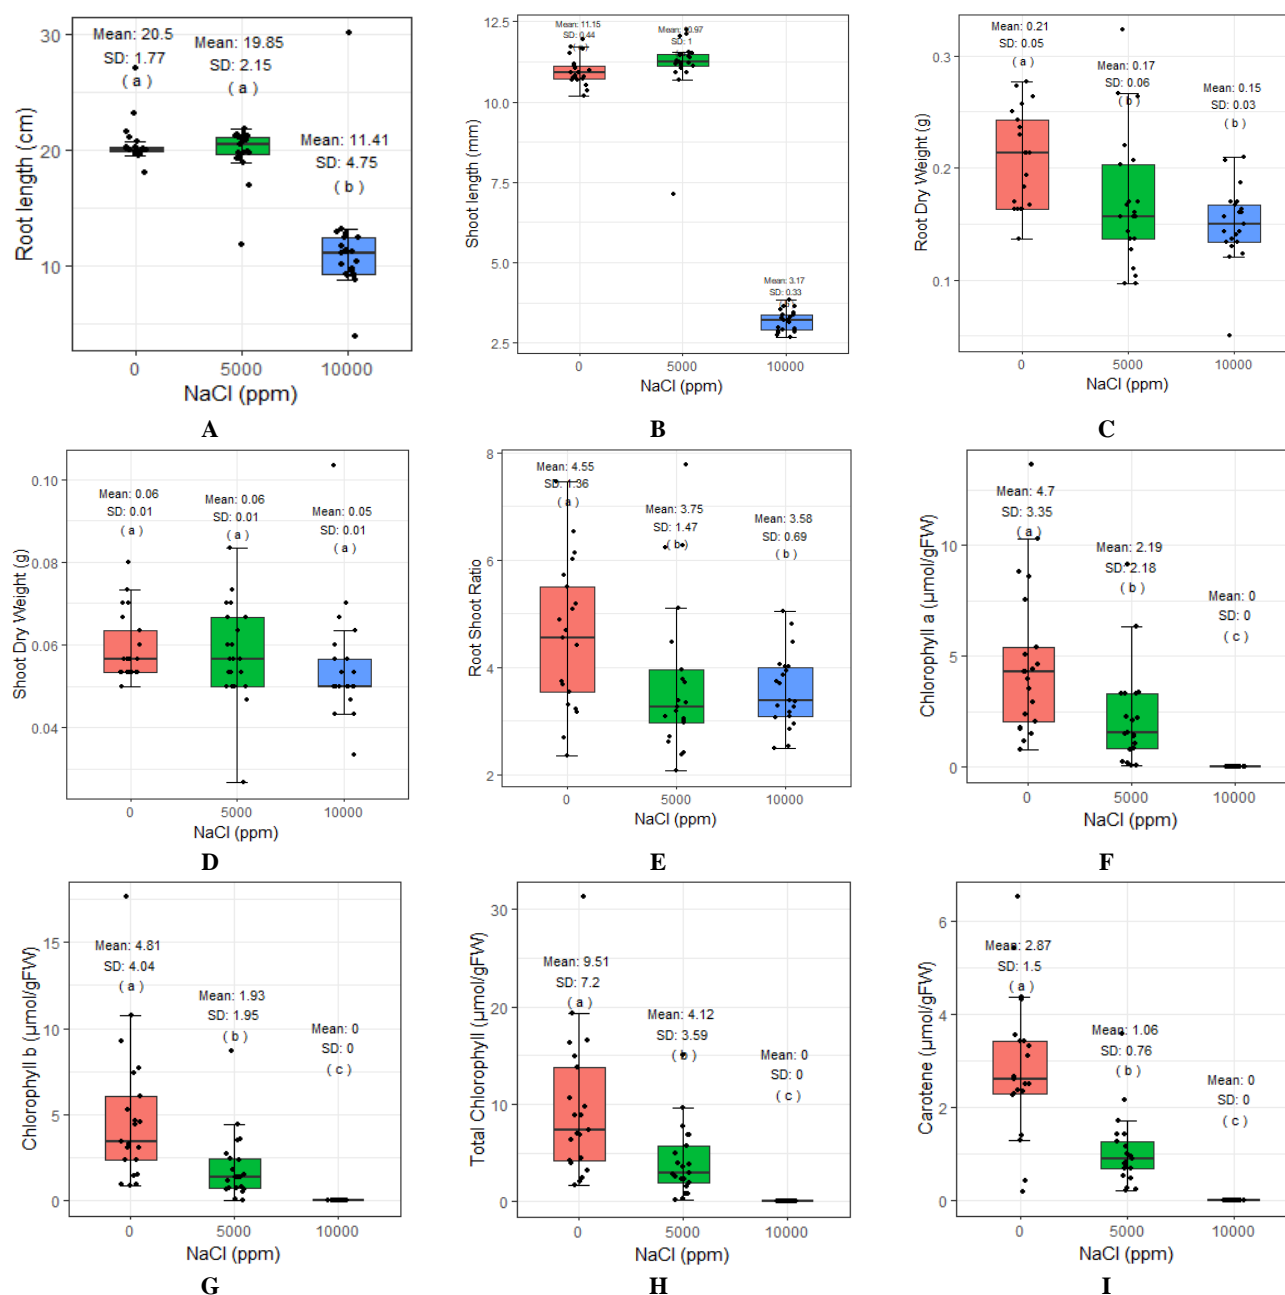 Root length (cm)
30
20
10
Mean: 20.5
SD: 1.77
( a )
Mean: 19.85
SD: 2.15
( a )
Mean: 11.41
SD: 4.75
( b )
0
5000
10000
NaCl (ppm)
A
Shoot length (mm)
12.5
10.0
7.5
5.0
2.5
Mean: 11.15
SD: 0.44
SD: 1
Mean: 3.17
SD: 0.33
0
5000
10000
NaCl (ppm)
B
Root Dry Weight (g)
0.3
0.2
0.1
Mean: 0.21
SD: 0.05
( a )
Mean: 0.17
SD: 0.06
( b )
Mean: 0.15
SD: 0.03
( b )
0
5000
10000
NaCl (ppm)
C
Shoot Dry Weight (g)
0.10
0.08
0.06
0.04
Mean: 0.06
SD: 0.01
( a )
Mean: 0.06
SD: 0.01
( a )
Mean: 0.05
SD: 0.01
( a )
0
5000
10000
NaCl (ppm)
D
Root Shoot Ratio
8
6
4
2
Mean: 4.55
SD: 1.36
( a )
Mean: 3.75
SD: 1.47
( b )
Mean: 3.58
SD: 0.69
( b )
0
5000
10000
NaCl (ppm)
E
Chlorophyll a (µmol/gFW)
10
5
0
Mean: 4.7
SD: 3.35
( a )
Mean: 2.19
SD: 2.18
( b )
Mean: 0
SD: 0
( c )
0
5000
10000
NaCl (ppm)
F
Chlorophyll b (µmol/gFW)
15
10
5
0
Mean: 4.81
SD: 4.04
( a )
Mean: 1.93
SD: 1.95
( b )
Mean: 0
SD: 0
( c )
0
5000
10000
NaCl (ppm)
G
Total Chlorophyll (µmol/gFW)
30
20
10
0
Mean: 9.51
SD: 7.2
( a )
Mean: 4.12
SD: 3.59
( b )
Mean: 0
SD: 0
( c )
0
5000
10000
NaCl (ppm)
H
Carotene (µmol/gFW)
6
4
2
0
Mean: 2.87
SD: 1.5
( a )
Mean: 1.06
SD: 0.76
( b )
Mean: 0
SD: 0
( c )
0
5000
10000
NaCl (ppm)
I